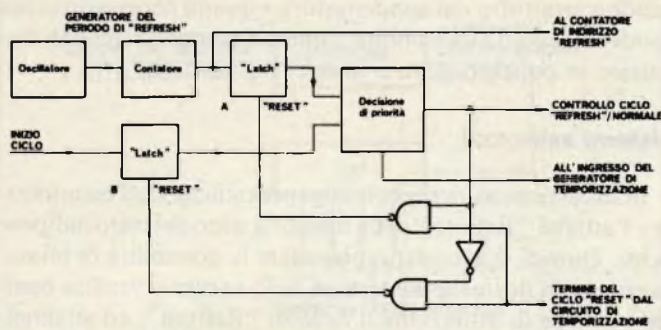 GENERATORE DEL
PERIODO DI "REFRESH"
AL CONTATORE
DI INDIRIZZO
"REFRESH"
Oscillatore
Contatore
"Latch"
A
"RESET"
Decisione
di priorità
CONTROLLO CICLO
"REFRESH"/NORMALE
INIZIO
CICLO
"Latch"
B
"RESET"
ALL'INGRESSO DEL
GENERATORE DI
TEMPORIZZAZIONE
TERMINE DEL
CICLO "RESET" DAL
CIRCUITO DI
TEMPORIZZAZIONE